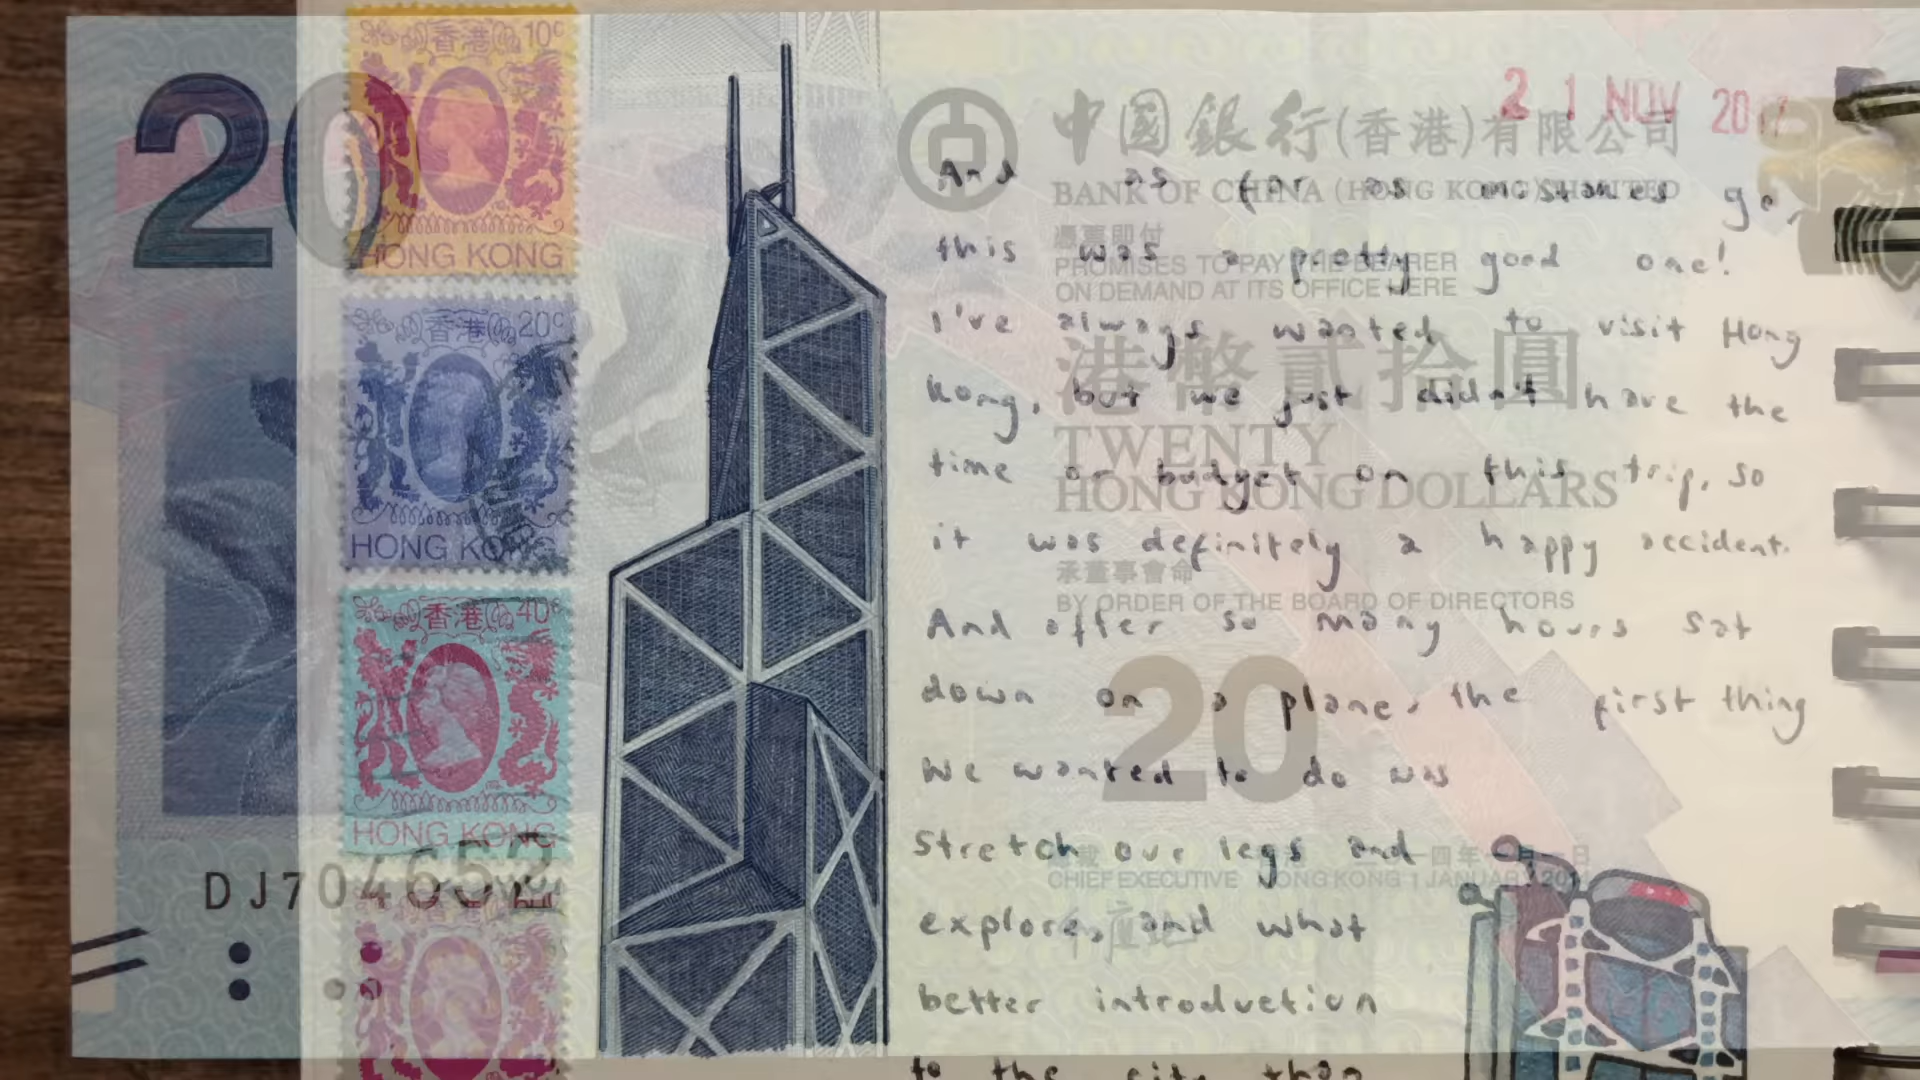 20
香港 10c
HONG KONG
香港 20c
HONG KONG
香港 40c
HONG KONG
DJ704652
中國銀行(香港)有限公司
BANK OF CHINA (HONG KONG) LIMITED
憑票即付
PROMISES TO PAY THE BEARER
ON DEMAND AT ITS OFFICE HERE
港幣貳拾圓
TWENTY
HONG KONG DOLLARS
承董事會命
BY ORDER OF THE BOARD OF DIRECTORS
20
CHIEF EXECUTIVE HONG KONG 1 JANUARY
21 NOV 2017
And as far as mistakes go,
this was a pretty good one!
I've always wanted to visit Hong
Kong, but we just didn't have the
time or budget on this trip, so
it was definitely a happy accident.
And after so many hours sat
down on a plane, the first thing
we wanted to do was
stretch our legs and
explore, and what
better introduction
to the city than